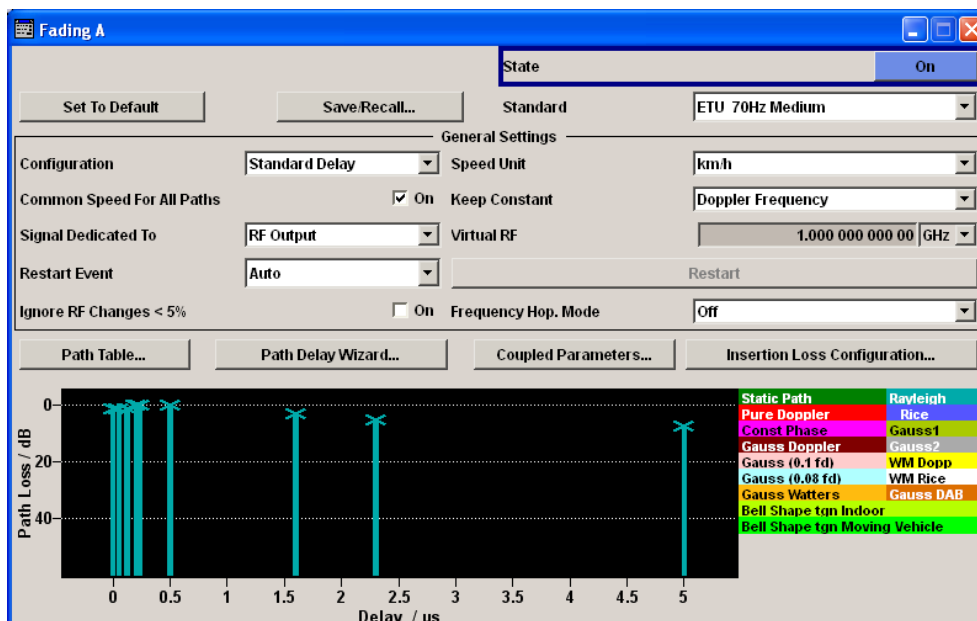 Fading A
State On
Set To Default Save/Recall... Standard ETU 70Hz Medium
General Settings
Configuration Standard Delay Speed Unit km/h
Common Speed For All Paths On Keep Constant Doppler Frequency
Signal Dedicated To RF Output Virtual RF 1.000 000 000 00 GHz
Restart Event Auto Restart
Ignore RF Changes < 5% On Frequency Hop. Mode Off
Path Table... Path Delay Wizard... Coupled Parameters... Insertion Loss Configuration...
Path Loss / dB
0
20
40
0 0.5 1 1.5 2 2.5 3 3.5 4 4.5 5
Delay / us
Static Path Rayleigh
Pure Doppler Rice
Const Phase Gauss1
Gauss Doppler Gauss2
Gauss (0.1 fd) WM Dopp
Gauss (0.08 fd) WM Rice
Gauss Watters Gauss DAB
Bell Shape tgn Indoor
Bell Shape tgn Moving Vehicle